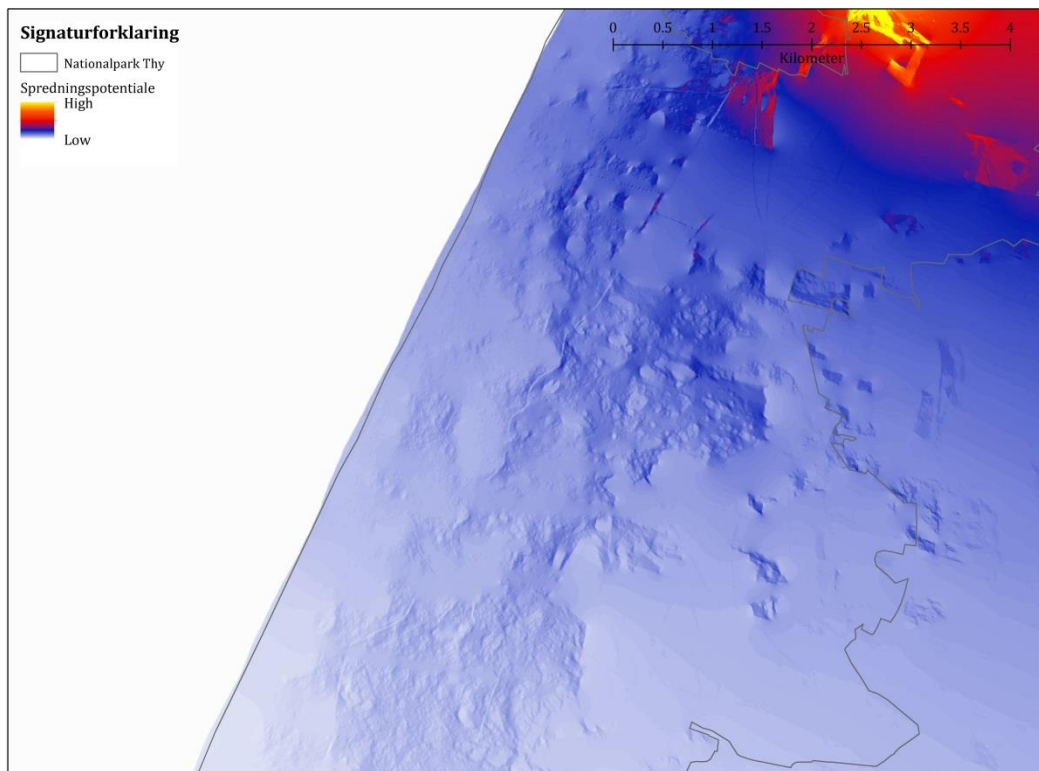 Signaturforklaring
Nationalpark Thy
Spredningspotentiale
High
Low
0 0.5 1 1.5 2 2.5 3 3.5 4
Kilometer